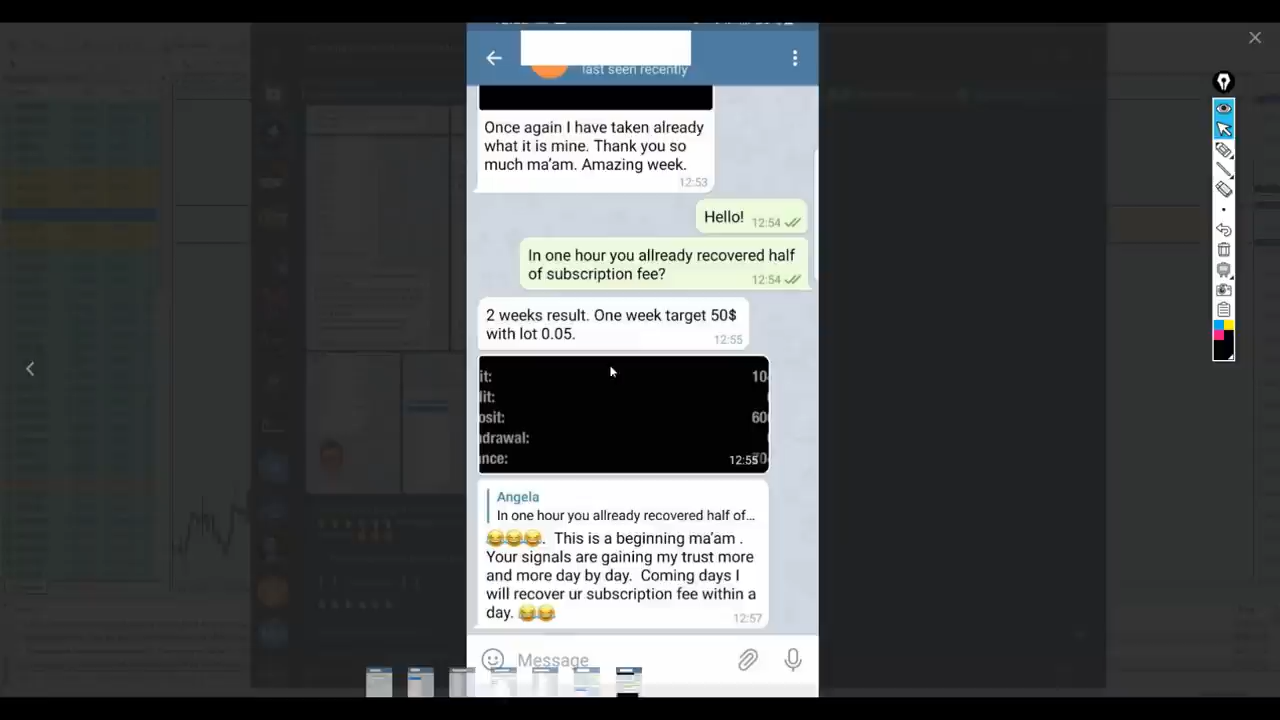 last seen recently
Once again I have taken already
what it is mine. Thank you so
much ma'am. Amazing week.
12:53
Hello!
12:54
In one hour you allready recovered half
of subscription fee?
12:54
2 weeks result. One week target 50$
with lot 0.05.
12:55
it: 10
lit:
osit: 600
drawal:
nce: 70
12:55
Angela
In one hour you allready recovered half of...
😂😂😂. This is a beginning ma'am .
Your signals are gaining my trust more
and more day by day. Coming days I
will recover ur subscription fee within a
day. 😂😂
12:57
Message